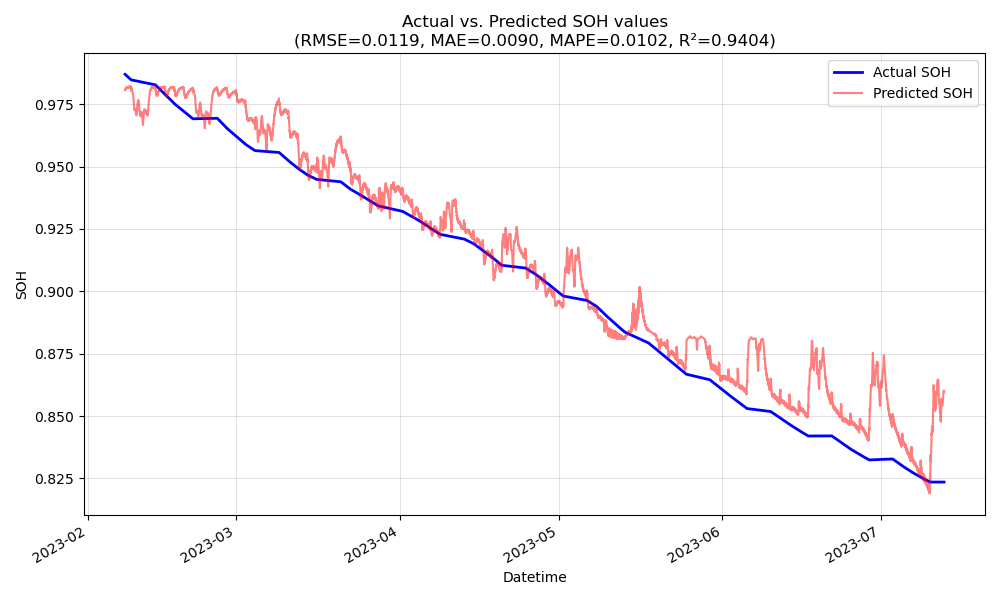 Actual vs. Predicted SOH values
(RMSE=0.0119, MAE=0.0090, MAPE=0.0102, R²=0.9404)
Actual SOH
Predicted SOH
SOH
0.975
0.950
0.925
0.900
0.875
0.850
0.825
2023-02
2023-03
2023-04
2023-05
2023-06
2023-07
Datetime